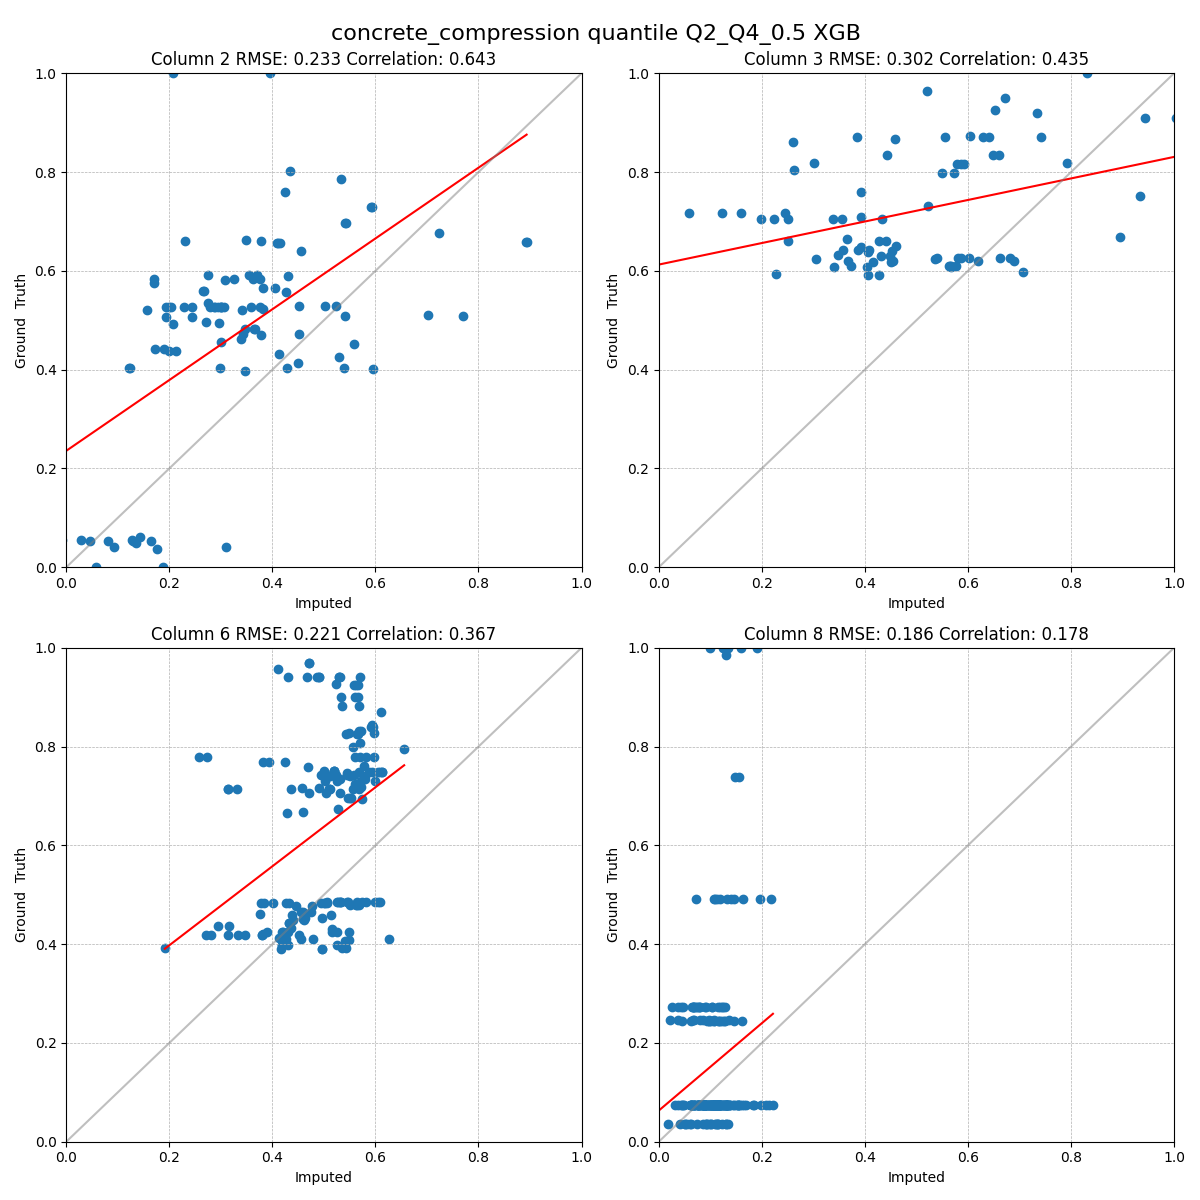 concrete_compression quantile Q2_Q4_0.5 XGB
Column 2 RMSE: 0.233 Correlation: 0.643
1.0
0.8
0.6
0.4
0.2
0.0
Ground Truth
0.0 0.2 0.4 0.6 0.8 1.0
Imputed
Column 3 RMSE: 0.302 Correlation: 0.435
1.0
0.8
0.6
0.4
0.2
0.0
Ground Truth
0.0 0.2 0.4 0.6 0.8 1.0
Imputed
Column 6 RMSE: 0.221 Correlation: 0.367
1.0
0.8
0.6
0.4
0.2
0.0
Ground Truth
0.0 0.2 0.4 0.6 0.8 1.0
Imputed
Column 8 RMSE: 0.186 Correlation: 0.178
1.0
0.8
0.6
0.4
0.2
0.0
Ground Truth
0.0 0.2 0.4 0.6 0.8 1.0
Imputed